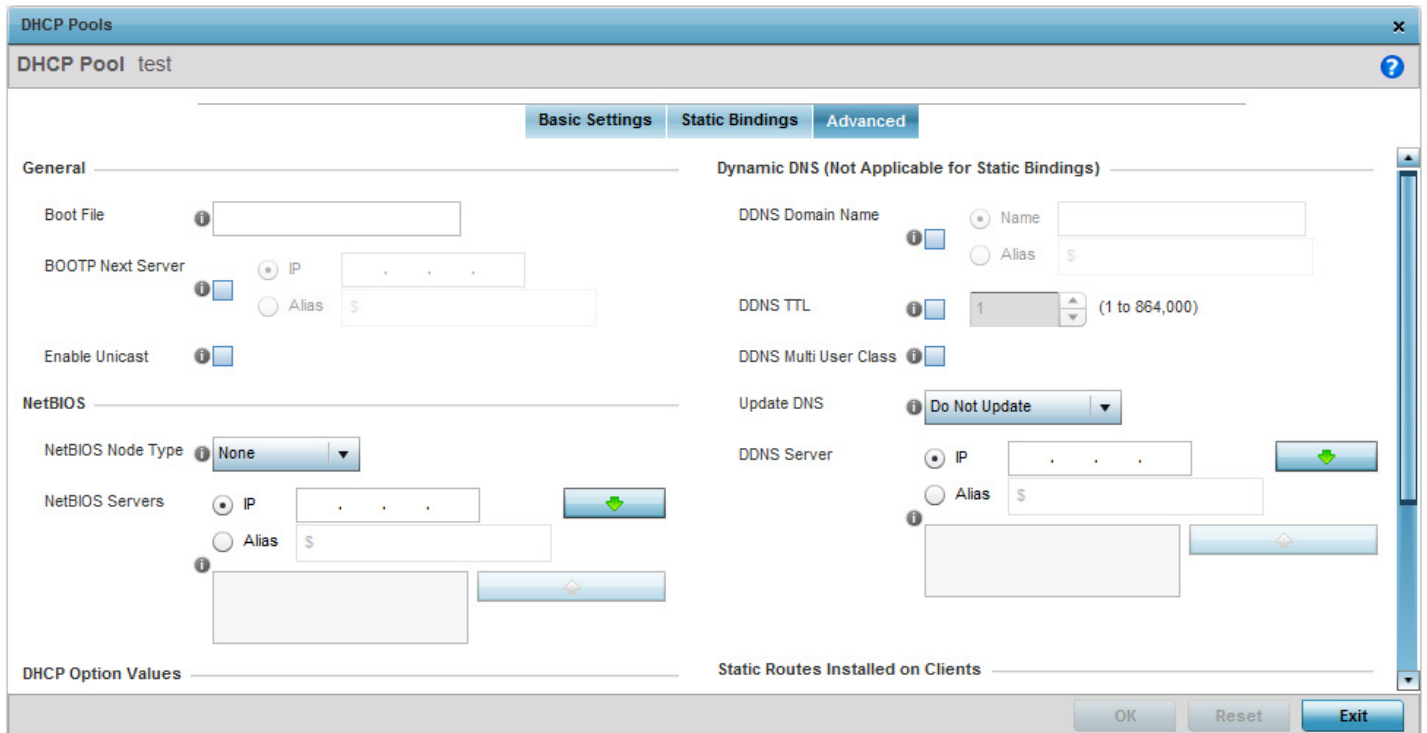 DHCP Pools
DHCP Pool test
Basic Settings Static Bindings Advanced
General
Boot File
BOOTP Next Server
IP . . .
Alias $
Enable Unicast
NetBIOS
NetBIOS Node Type None
NetBIOS Servers
IP . . .
Alias $
DHCP Option Values
Dynamic DNS (Not Applicable for Static Bindings)
DDNS Domain Name
Name
Alias $
DDNS TTL 1 (1 to 864,000)
DDNS Multi User Class
Update DNS Do Not Update
DDNS Server
IP . . .
Alias $
Static Routes Installed on Clients
OK Reset Exit